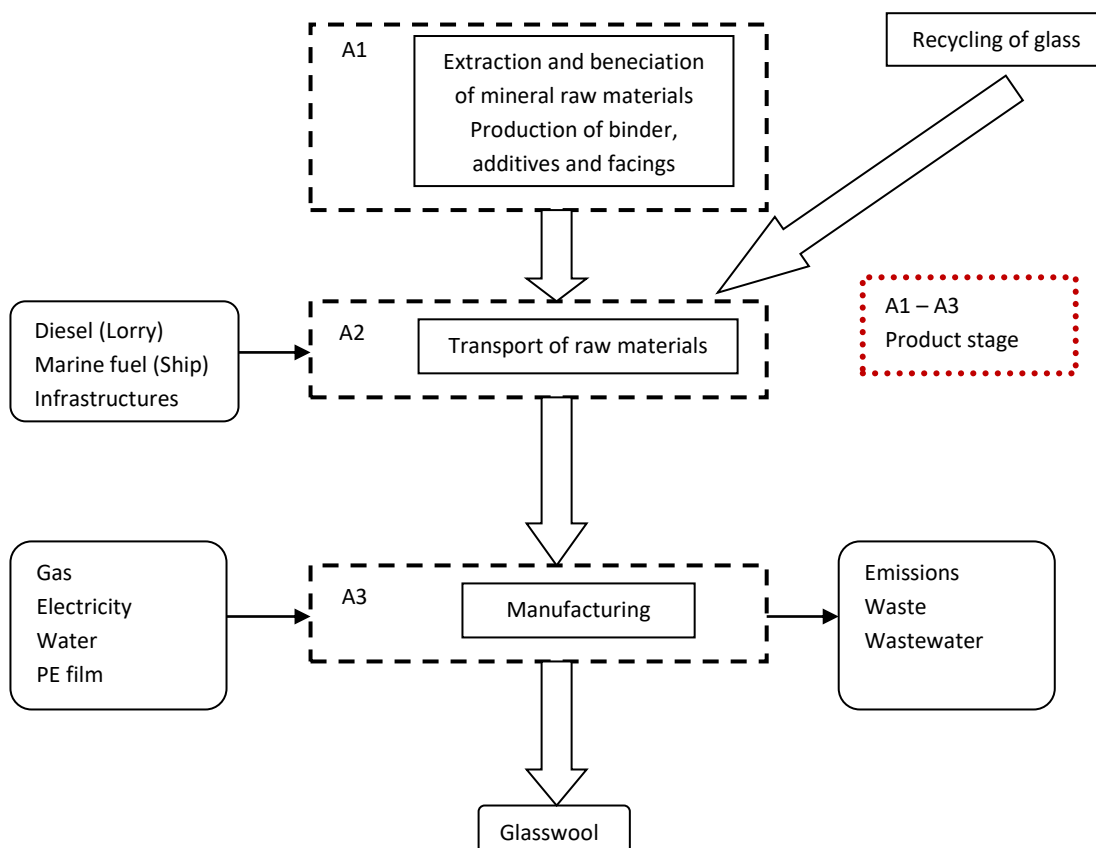 A1
Extraction and beneciation
of mineral raw materials
Production of binder,
additives and facings
Recycling of glass
A2
Transport of raw materials
Diesel (Lorry)
Marine fuel (Ship)
Infrastructures
A1 – A3
Product stage
A3
Manufacturing
Gas
Electricity
Water
PE film
Emissions
Waste
Wastewater
Glasswool